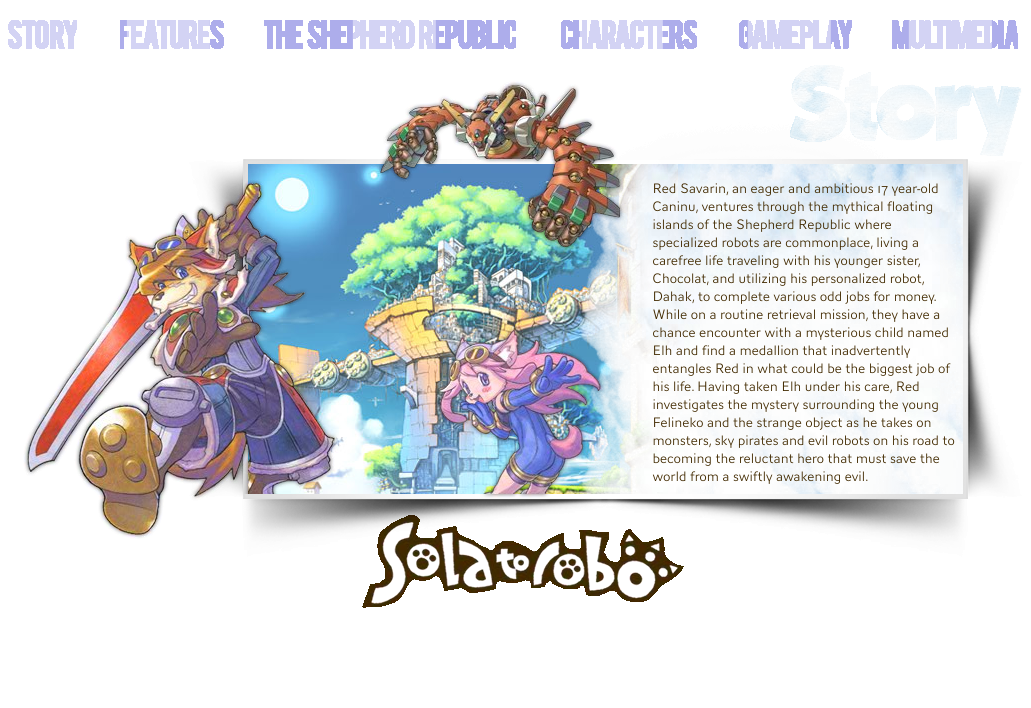 STORY
FEATURES
THE SHEPHERD REPUBLIC
CHARACTERS
GAMEPLAY
MULTIMEDIA
Story
Red Savarin, an eager and ambitious 17 year-old
Caninu, ventures through the mythical floating
islands of the Shepherd Republic where
specialized robots are commonplace, living a
carefree life traveling with his younger sister,
Chocolat, and utilizing his personalized robot,
Dahak, to complete various odd jobs for money.
While on a routine retrieval mission, they have a
chance encounter with a mysterious child named
Elh and find a medallion that inadvertently
entangles Red in what could be the biggest job of
his life. Having taken Elh under his care, Red
investigates the mystery surrounding the young
Felineko and the strange object as he takes on
monsters, sky pirates and evil robots on his road to
becoming the reluctant hero that must save the
world from a swiftly awakening evil.
Solatorobo